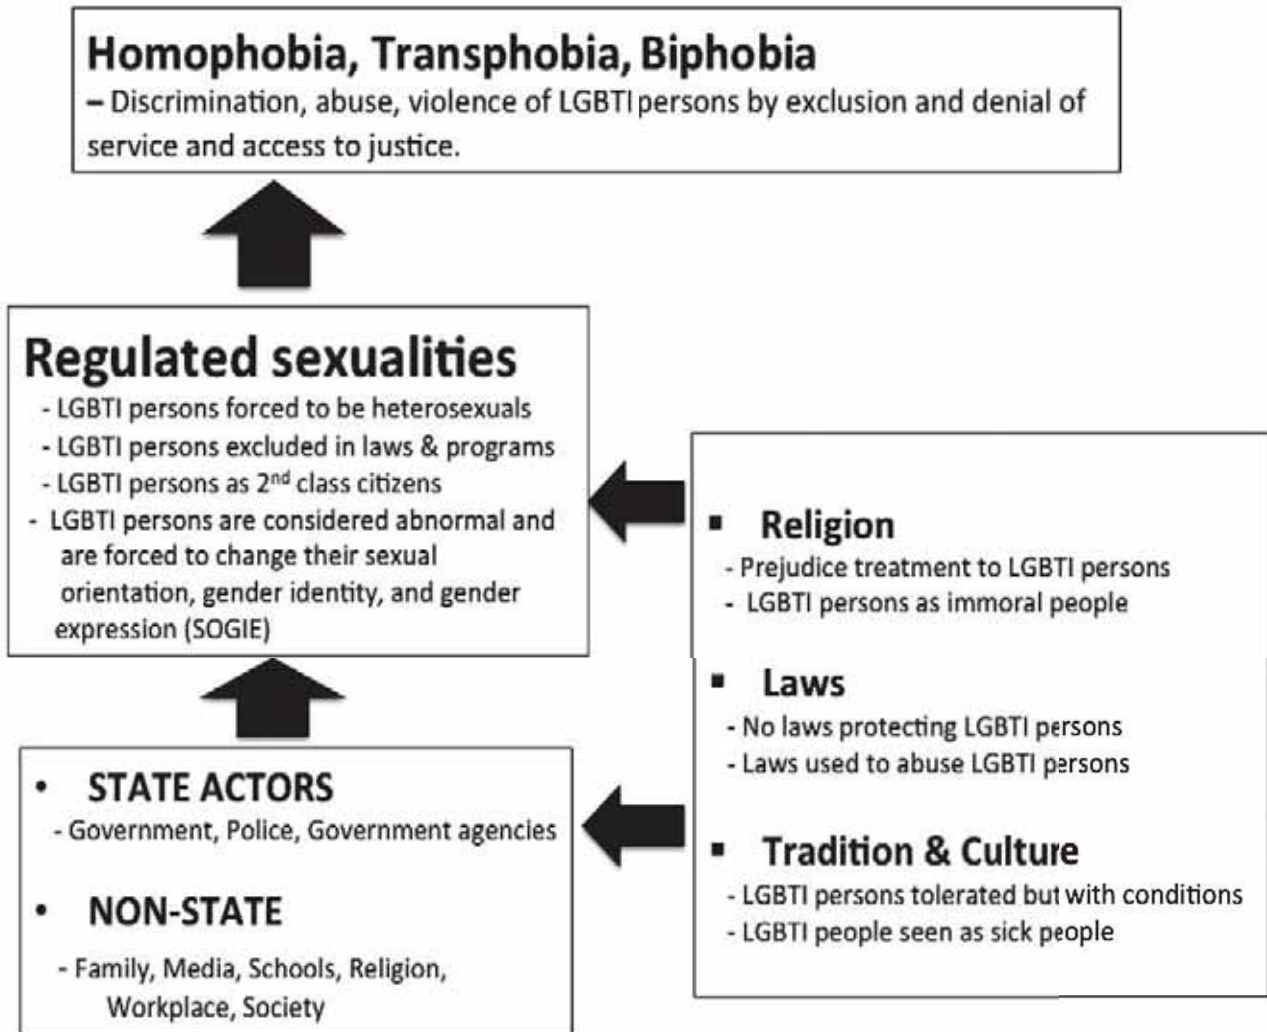 Homophobia, Transphobia, Biphobia
– Discrimination, abuse, violence of LGBTI persons by exclusion and denial of
service and access to justice.
Regulated sexualities
- LGBTI persons forced to be heterosexuals
- LGBTI persons excluded in laws & programs
- LGBTI persons as 2nd class citizens
- LGBTI persons are considered abnormal and
are forced to change their sexual
orientation, gender identity, and gender
expression (SOGIE)
▪ Religion
- Prejudice treatment to LGBTI persons
- LGBTI persons as immoral people
▪ Laws
- No laws protecting LGBTI persons
- Laws used to abuse LGBTI persons
▪ Tradition & Culture
- LGBTI persons tolerated but with conditions
- LGBTI people seen as sick people
• STATE ACTORS
- Government, Police, Government agencies
• NON-STATE
- Family, Media, Schools, Religion,
Workplace, Society